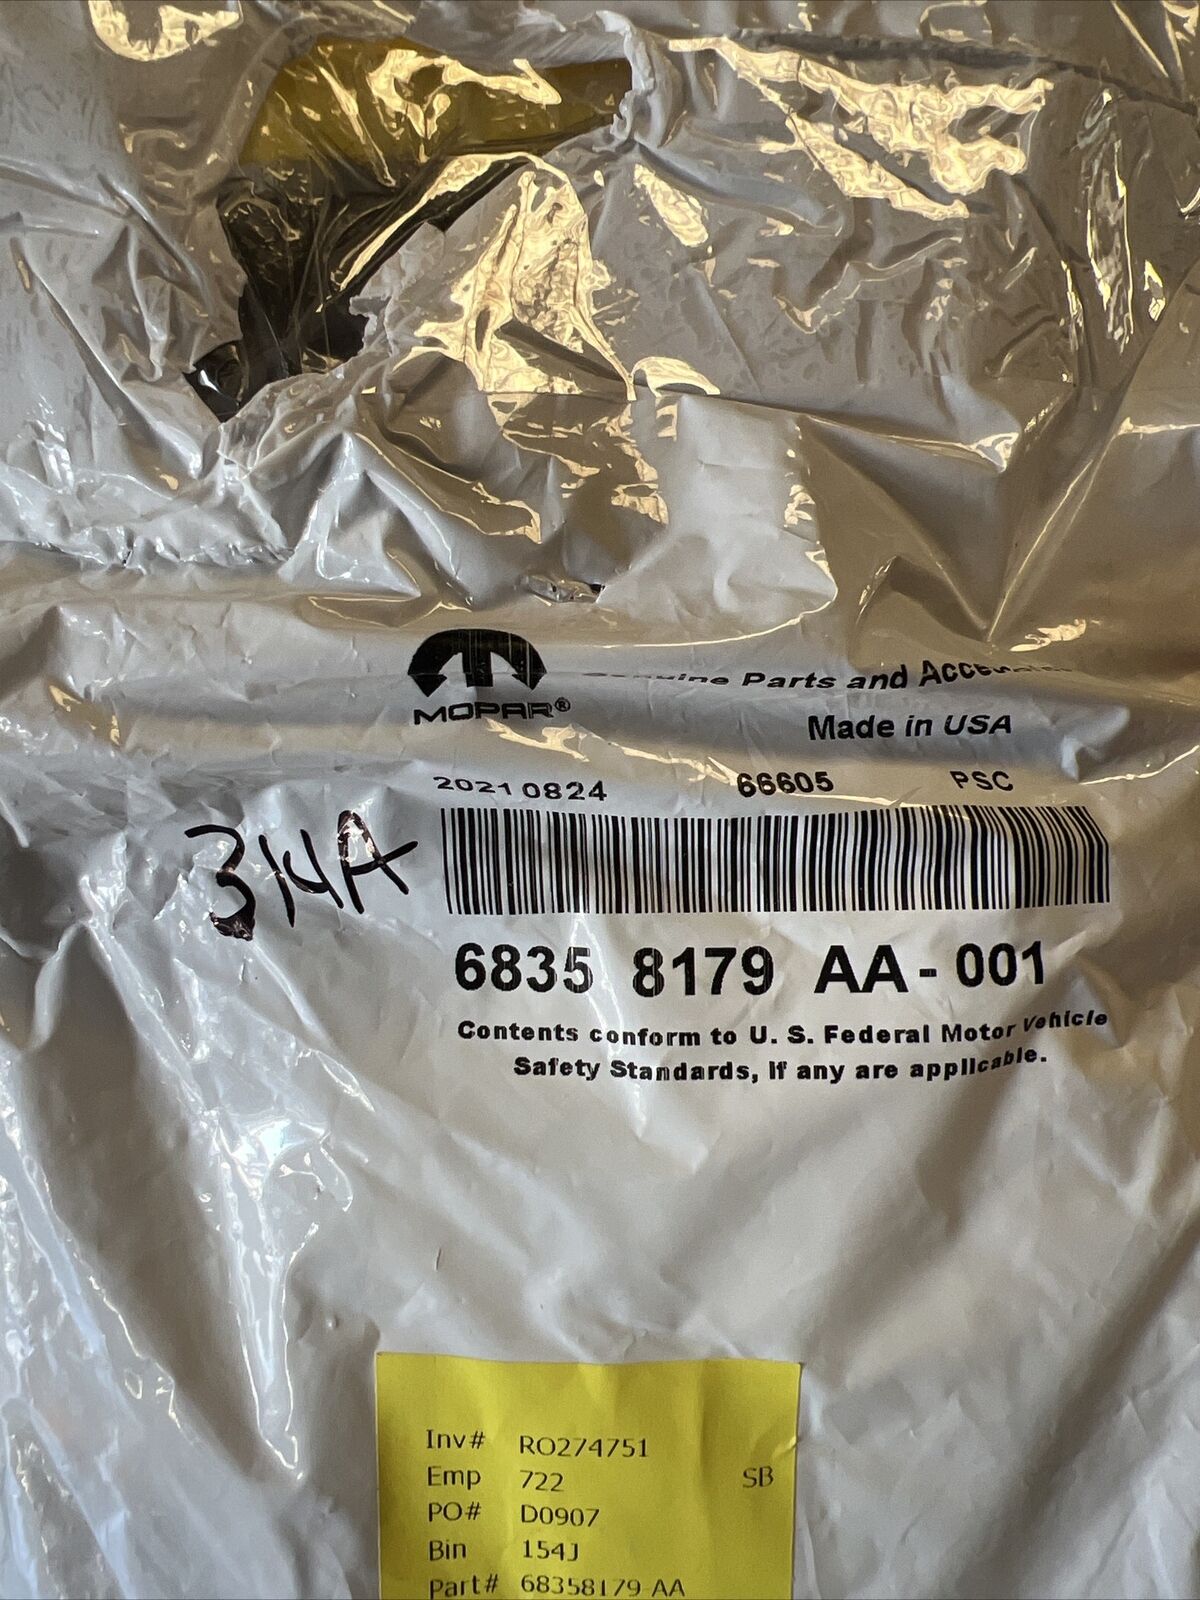 Parts and
MOPAR®
Made in USA
20210824 66605 PSC
314A
6835 8179 AA-001
Contents conform to U. S. Federal Motor Vehicle
Safety Standards, If any are applicable.
Inv# RO274751
Emp 722 SB
PO# D0907
Bin 154J
Part# 68358179-AA